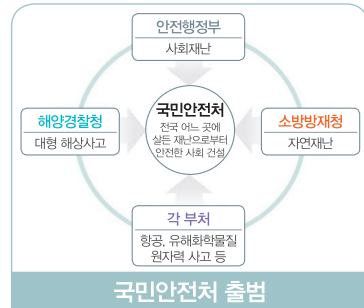 안전행정부
사회재난
해양경찰청
대형 해상사고
국민안전처
전국 어느 곳에
살든 재난으로부터
안전한 사회 건설
소방방재청
자연재난
각 부처
항공, 유해화학물질
원자력 사고 등
국민안전처 출범